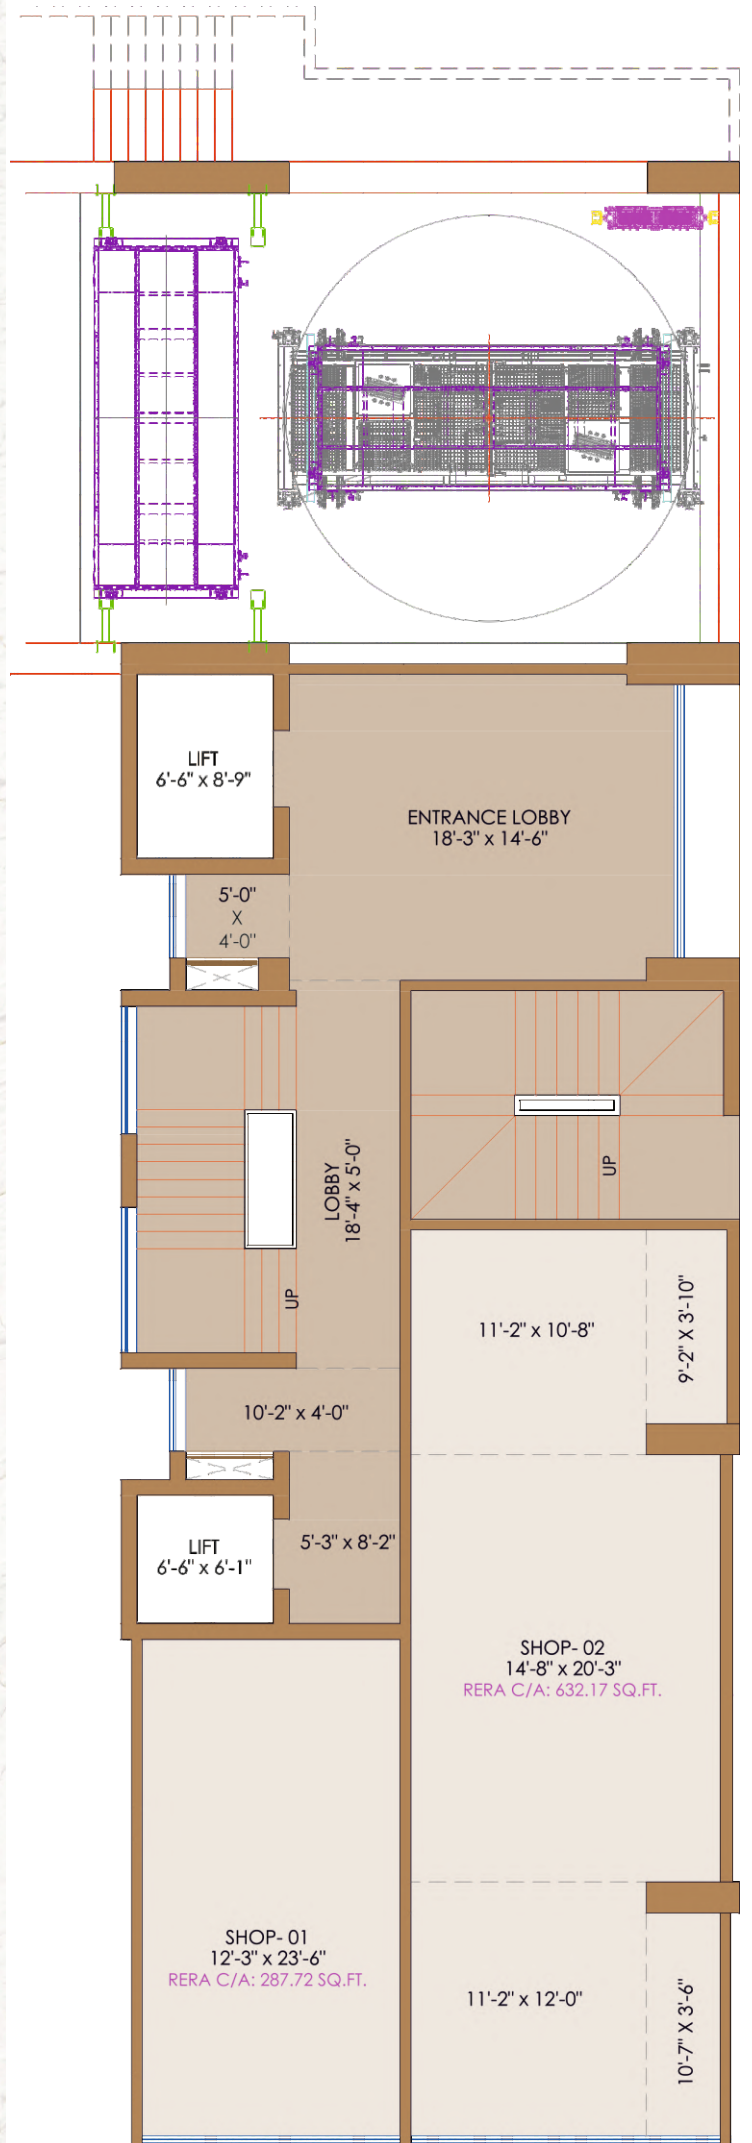 LIFT
6'-6" x 8'-9"
ENTRANCE LOBBY
18'-3" x 14'-6"
5'-0"
X
4'-0"
LOBBY
18'-4" x 5'-0"
UP
UP
11'-2" x 10'-8"
9'-2" X 3'-10"
10'-2" x 4'-0"
LIFT
6'-6" x 6'-1"
5'-3" x 8'-2"
SHOP- 02
14'-8" x 20'-3"
RERA C/A: 632.17 SQ.FT.
SHOP- 01
12'-3" x 23'-6"
RERA C/A: 287.72 SQ.FT.
11'-2" x 12'-0"
10'-7" X 3'-6"